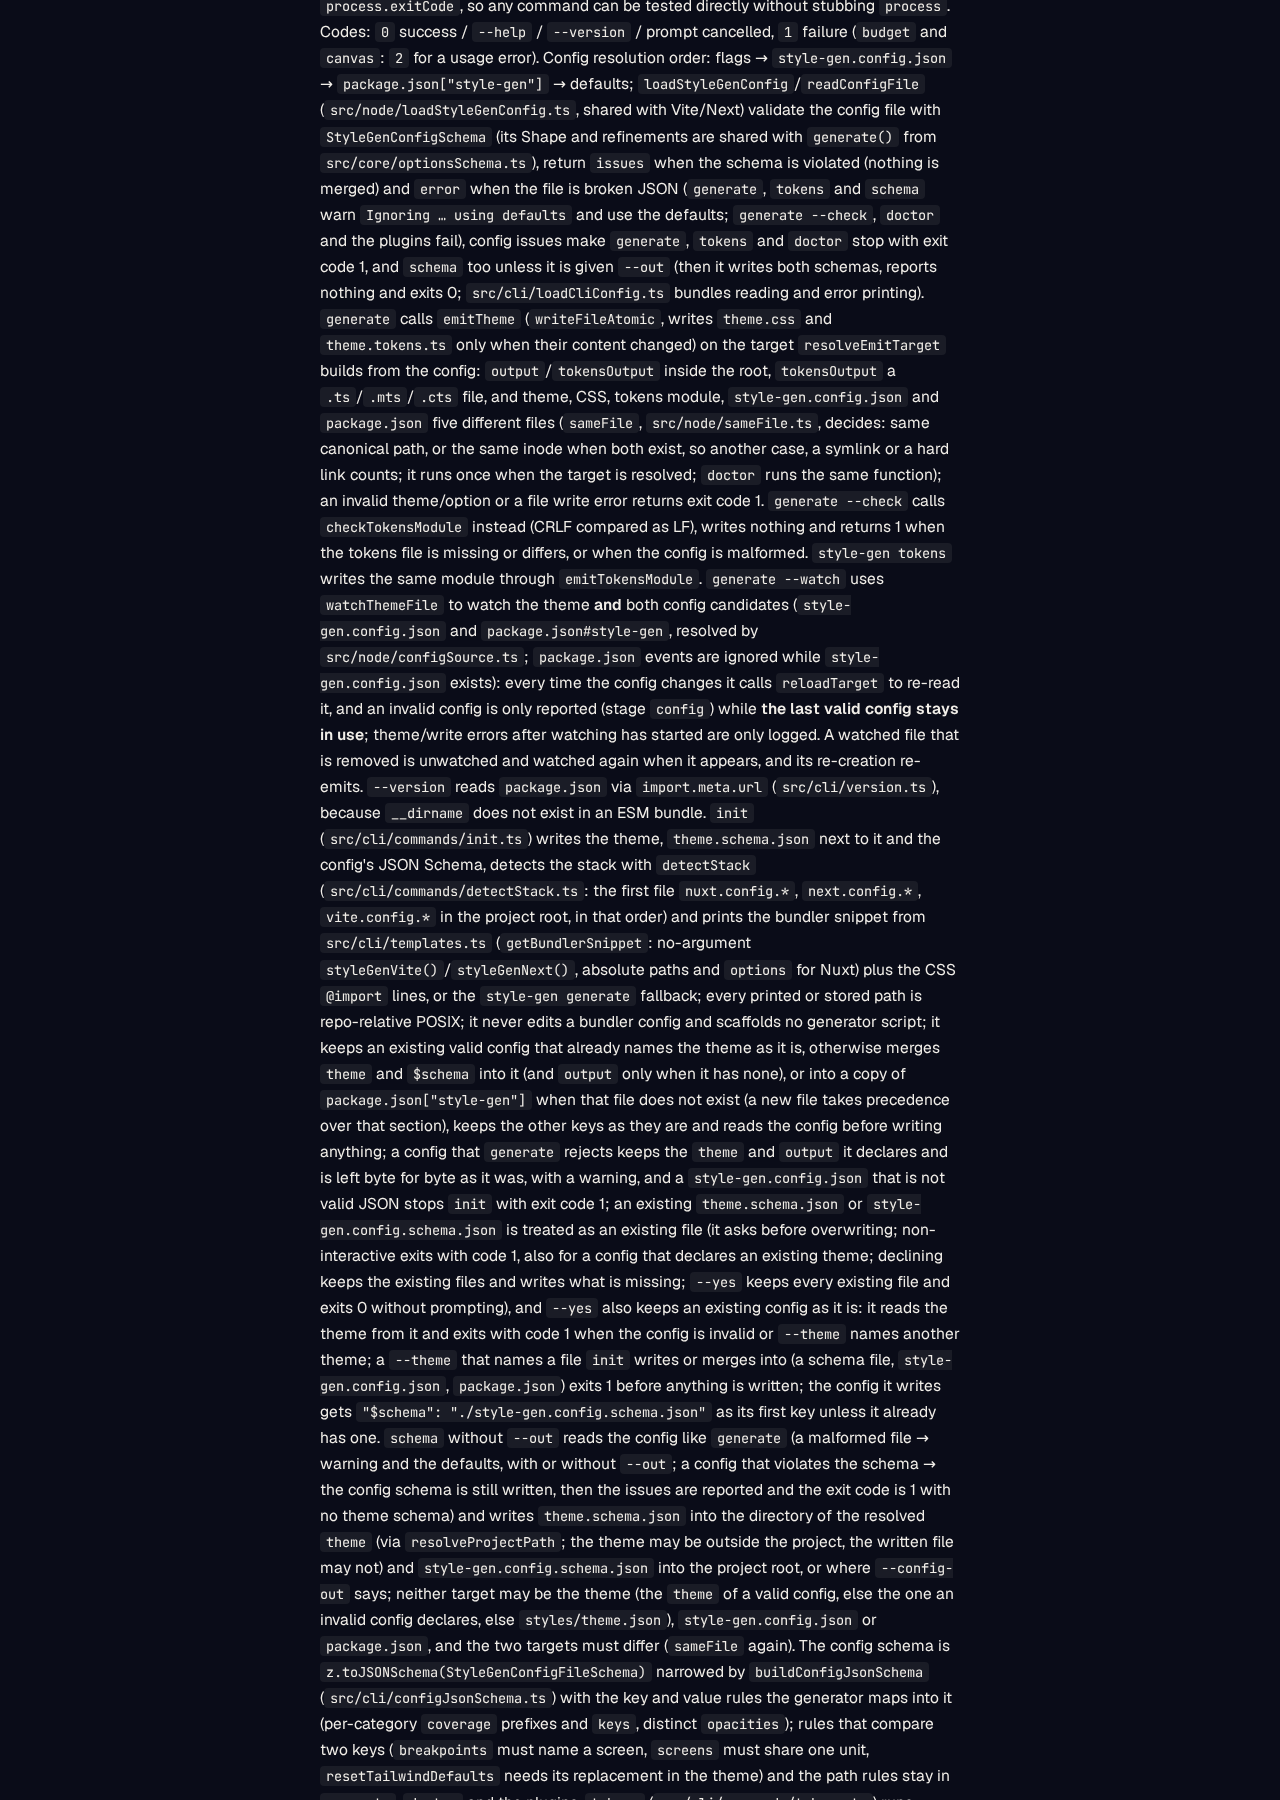 process.exitCode, so any command can be tested directly without stubbing process.
Codes: 0 success / --help / --version / prompt cancelled, 1 failure (budget and
canvas: 2 for a usage error). Config resolution order: flags → style-gen.config.json
→ package.json["style-gen"] → defaults; loadStyleGenConfig / readConfigFile
(src/node/loadStyleGenConfig.ts, shared with Vite/Next) validate the config file with
StyleGenConfigSchema (its Shape and refinements are shared with generate() from
src/core/optionsSchema.ts), return issues when the schema is violated (nothing is
merged) and error when the file is broken JSON (generate, tokens and schema
warn Ignoring … using defaults and use the defaults; generate --check, doctor
and the plugins fail), config issues make generate, tokens and doctor stop with exit
code 1, and schema too unless it is given --out (then it writes both schemas, reports
nothing and exits 0; src/cli/loadCliConfig.ts bundles reading and error printing).
generate calls emitTheme (writeFileAtomic, writes theme.css and
theme.tokens.ts only when their content changed) on the target resolveEmitTarget
builds from the config: output / tokensOutput inside the root, tokensOutput a
.ts / .mts / .cts file, and theme, CSS, tokens module, style-gen.config.json and
package.json five different files (sameFile, src/node/sameFile.ts, decides: same
canonical path, or the same inode when both exist, so another case, a symlink or a hard
link counts; it runs once when the target is resolved; doctor runs the same function);
an invalid theme/option or a file write error returns exit code 1. generate --check calls
checkTokensModule instead (CRLF compared as LF), writes nothing and returns 1 when
the tokens file is missing or differs, or when the config is malformed. style-gen tokens
writes the same module through emitTokensModule. generate --watch uses
watchThemeFile to watch the theme and both config candidates (style-
gen.config.json and package.json#style-gen, resolved by
src/node/configSource.ts; package.json events are ignored while style-
gen.config.json exists): every time the config changes it calls reloadTarget to re-read
it, and an invalid config is only reported (stage config) while the last valid config stays
in use; theme/write errors after watching has started are only logged. A watched file that
is removed is unwatched and watched again when it appears, and its re-creation re-
emits. --version reads package.json via import.meta.url (src/cli/version.ts),
because __dirname does not exist in an ESM bundle. init
(src/cli/commands/init.ts) writes the theme, theme.schema.json next to it and the
config's JSON Schema, detects the stack with detectStack
(src/cli/commands/detectStack.ts: the first file nuxt.config.*, next.config.*,
vite.config.* in the project root, in that order) and prints the bundler snippet from
src/cli/templates.ts (getBundlerSnippet: no-argument
styleGenVite() / styleGenNext(), absolute paths and options for Nuxt) plus the CSS
@import lines, or the style-gen generate fallback; every printed or stored path is
repo-relative POSIX; it never edits a bundler config and scaffolds no generator script; it
keeps an existing valid config that already names the theme as it is, otherwise merges
theme and $schema into it (and output only when it has none), or into a copy of
package.json["style-gen"] when that file does not exist (a new file takes precedence
over that section), keeps the other keys as they are and reads the config before writing
anything; a config that generate rejects keeps the theme and output it declares and
is left byte for byte as it was, with a warning, and a style-gen.config.json that is not
valid JSON stops init with exit code 1; an existing theme.schema.json or style-
gen.config.schema.json is treated as an existing file (it asks before overwriting; non-
interactive exits with code 1, also for a config that declares an existing theme; declining
keeps the existing files and writes what is missing; --yes keeps every existing file and
exits 0 without prompting), and --yes also keeps an existing config as it is: it reads the
theme from it and exits with code 1 when the config is invalid or --theme names another
theme; a --theme that names a file init writes or merges into (a schema file, style-
gen.config.json, package.json) exits 1 before anything is written; the config it writes
gets "$schema": "./style-gen.config.schema.json" as its first key unless it already
has one. schema without --out reads the config like generate (a malformed file →
warning and the defaults, with or without --out; a config that violates the schema →
the config schema is still written, then the issues are reported and the exit code is 1 with
no theme schema) and writes theme.schema.json into the directory of the resolved
theme (via resolveProjectPath; the theme may be outside the project, the written file
may not) and style-gen.config.schema.json into the project root, or where --config-
out says; neither target may be the theme (the theme of a valid config, else the one an
invalid config declares, else styles/theme.json), style-gen.config.json or
package.json, and the two targets must differ (sameFile again). The config schema is
z.toJSONSchema(StyleGenConfigFileSchema) narrowed by buildConfigJsonSchema
(src/cli/configJsonSchema.ts) with the key and value rules the generator maps into it
(per-category coverage prefixes and keys, distinct opacities); rules that compare
two keys (breakpoints must name a screen, screens must share one unit,
resetTailwindDefaults needs its replacement in the theme) and the path rules stay in